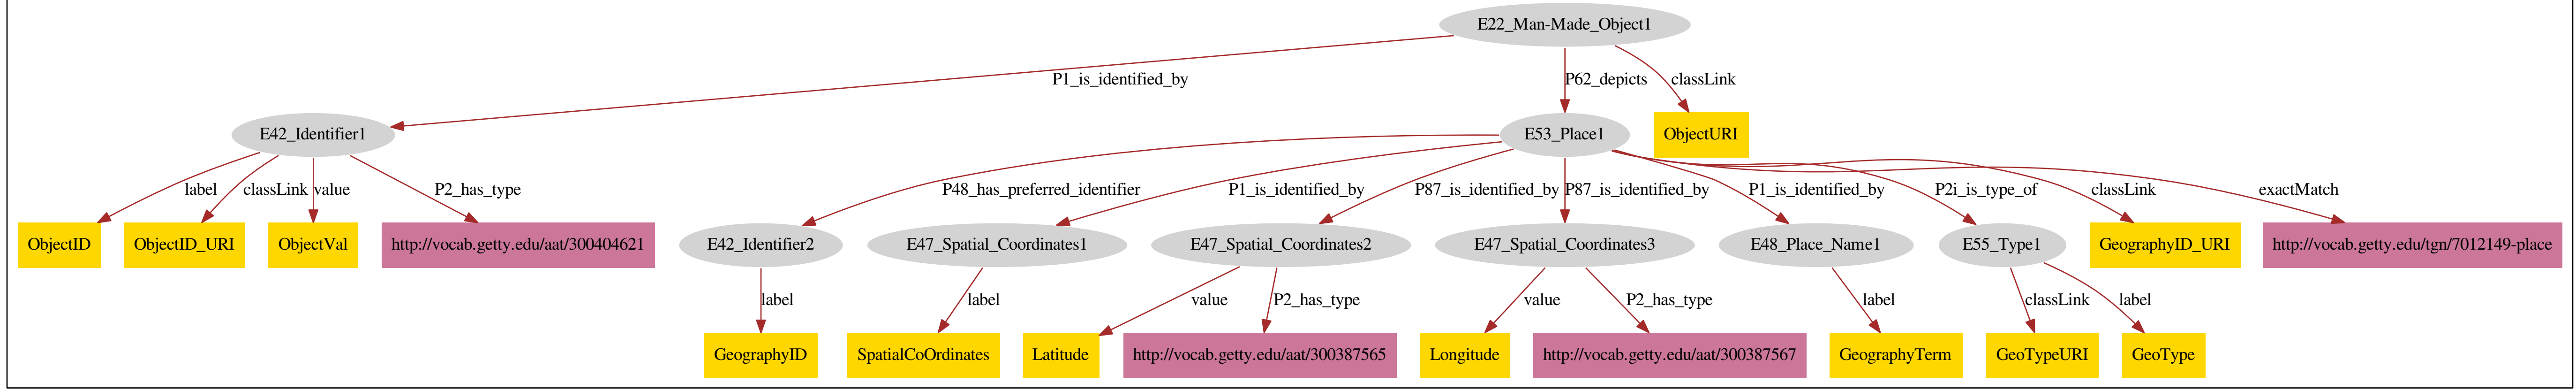 E22_Man-Made_Object1
P1_is_identified_by
P62_depicts
classLink
E42_Identifier1
E53_Place1
ObjectURI
label
classLink
value
P2_has_type
P48_has_preferred_identifier
P1_is_identified_by
P87_is_identified_by
P87_is_identified_by
P1_is_identified_by
P2i_is_type_of
classLink
exactMatch
ObjectID
ObjectID_URI
ObjectVal
http://vocab.getty.edu/aat/300404621
E42_Identifier2
E47_Spatial_Coordinates1
E47_Spatial_Coordinates2
E47_Spatial_Coordinates3
E48_Place_Name1
E55_Type1
GeographyID_URI
http://vocab.getty.edu/tgn/7012149-place
label
label
value
P2_has_type
value
P2_has_type
label
classLink
label
GeographyID
SpatialCoOrdinates
Latitude
http://vocab.getty.edu/aat/300387565
Longitude
http://vocab.getty.edu/aat/300387567
GeographyTerm
GeoTypeURI
GeoType